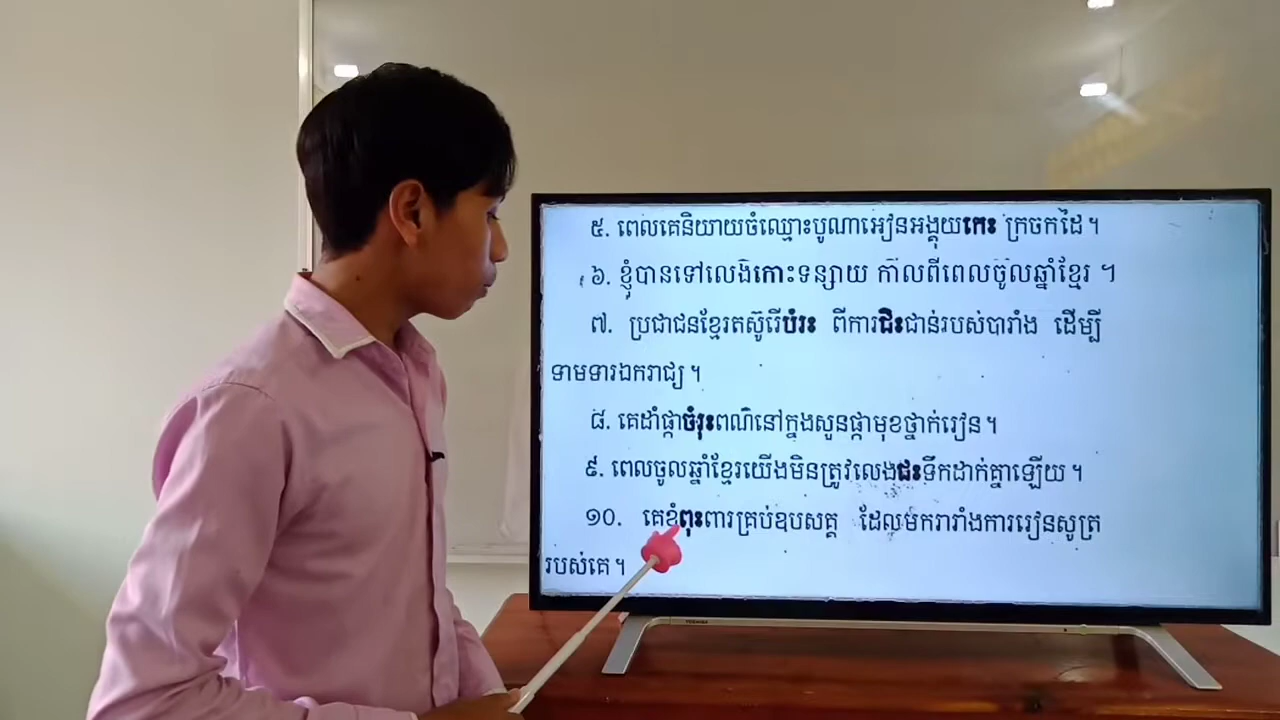 ៥. ពេលគេនិយាយចំឈ្មោះបូណាអៀនអង្គុយកេះ ក្រចកដៃ ។
៦. ខ្ញុំបានទៅលេងកោះទន្សាយ កាលពីពេលចូលឆ្នាំខ្មែរ ។
៧. ប្រជាជនខ្មែរតស៊ូរើបំរះ ពីការជិះជាន់របស់បារាំង ដើម្បី
ទាមទារឯករាជ្យ ។
៨. គេដាំផ្កាចំរុះពណ៌នៅក្នុងសួនផ្កាមុខថ្នាក់រៀន ។
៩. ពេលចូលឆ្នាំខ្មែរយើងមិនត្រូវលេងជះទឹកដាក់គ្នាឡើយ ។
១០. គេខំពុះពារគ្រប់ឧបសគ្គ ដែលមករារាំងការរៀនសូត្រ
របស់គេ ។
TOSHIBA